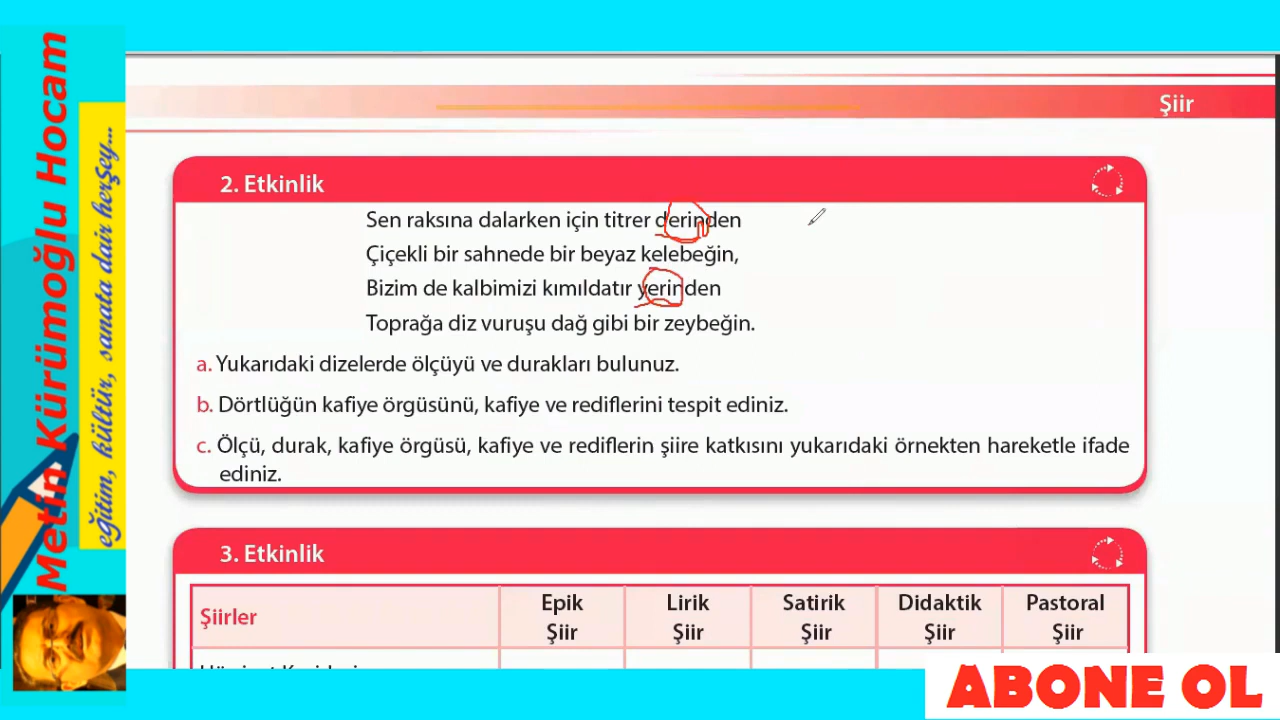 Metin Kürümoğlu Hocam
eğitim, kültür, sanata dair herşey...
Şiir
2. Etkinlik
Sen raksına dalarken için titrer derinden
Çiçekli bir sahnede bir beyaz kelebeğin,
Bizim de kalbimizi kımıldatır yerinden
Toprağa diz vuruşu dağ gibi bir zeybeğin.
a. Yukarıdaki dizelerde ölçüyü ve durakları bulunuz.
b. Dörtlüğün kafiye örgüsünü, kafiye ve rediflerini tespit ediniz.
c. Ölçü, durak, kafiye örgüsü, kafiye ve rediflerin şiire katkısını yukarıdaki örnekten hareketle ifade
ediniz.
3. Etkinlik
Şiirler
Epik
Şiir
Lirik
Şiir
Satirik
Şiir
Didaktik
Şiir
Pastoral
Şiir
ABONE OL